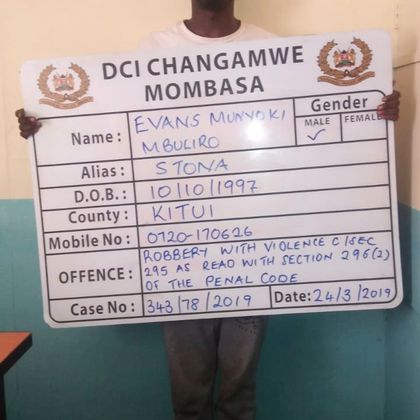 DCI CHANGAMWE
MOMBASA
Name: EVANS MUNYOKI
MBULIRO
Gender
MALE ✓ FEMALE
Alias: STONA
D.O.B.: 10/10/1997
County: KITUI
Mobile No: 0720-170626
OFFENCE: ROBBERY WITH VIOLENCE C/SEC
295 AS READ WITH SECTION 296(2)
OF THE PENAL CODE
Case No: 343/78/2019 Date: 24/3/2019